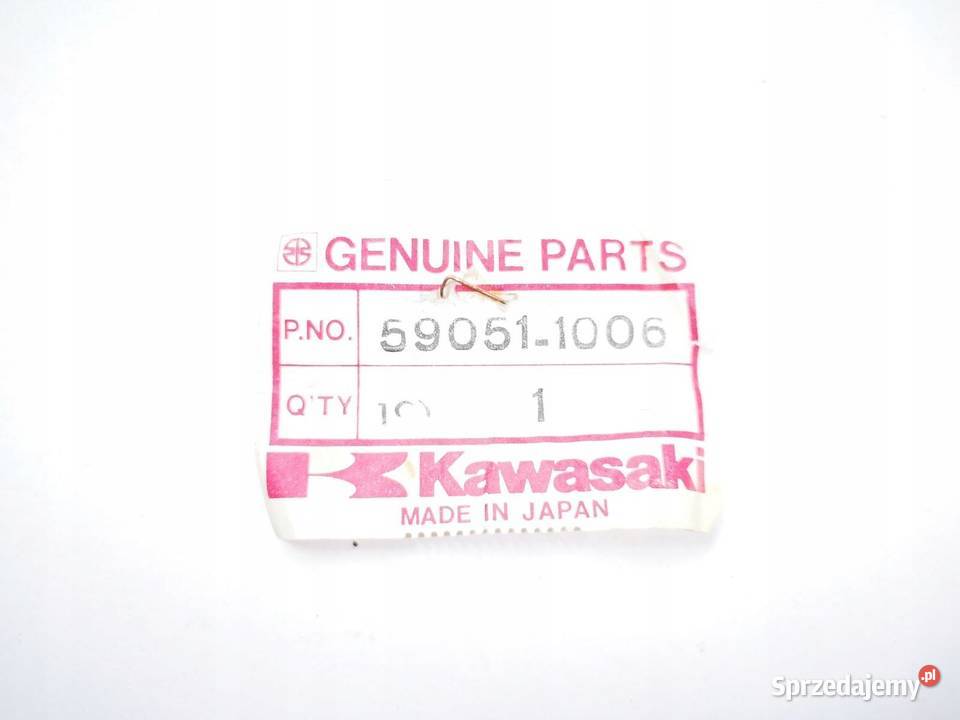 GENUINE PARTS
P.NO. 59051-1006
Q'TY 1
Kawasaki
MADE IN JAPAN
Sprzedajemy.pl